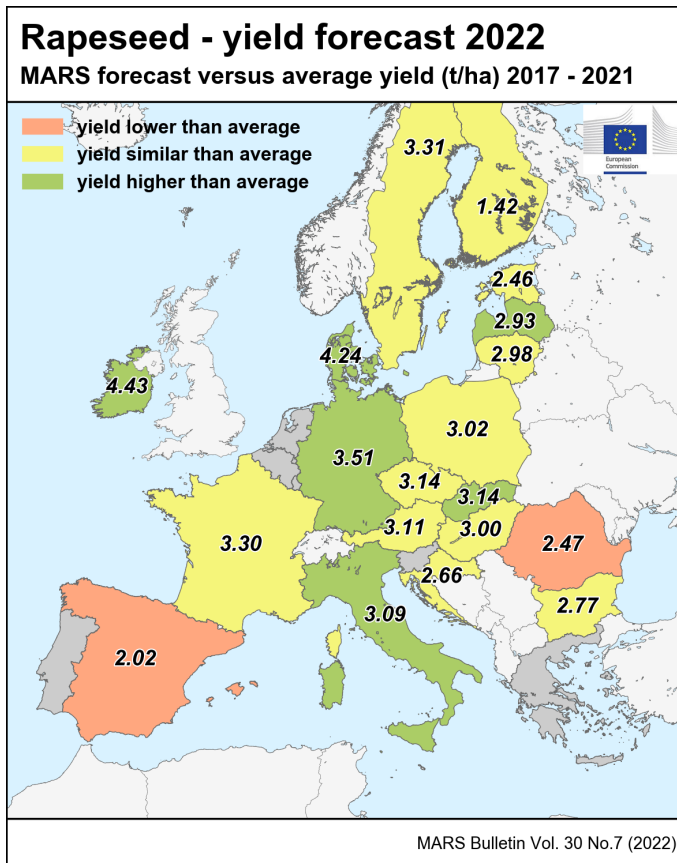 Rapeseed - yield forecast 2022
MARS forecast versus average yield (t/ha) 2017 - 2021
yield lower than average
yield similar than average
yield higher than average
European
Commission
3.31
1.42
2.46
2.93
2.98
4.24
4.43
3.02
3.51
3.14
3.14
3.11
3.00
3.30
2.47
2.66
2.77
3.09
2.02
MARS Bulletin Vol. 30 No.7 (2022)